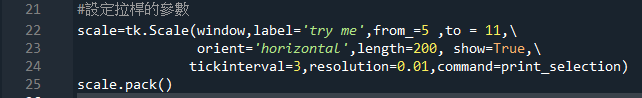 21 #設定拉桿的參數
22 scale=tk.Scale(window,label='try me',from_=5 ,to = 11,\
23 orient='horizontal',length=200, show=True,\
24 tickinterval=3,resolution=0.01,command=print_selection)
25 scale.pack()